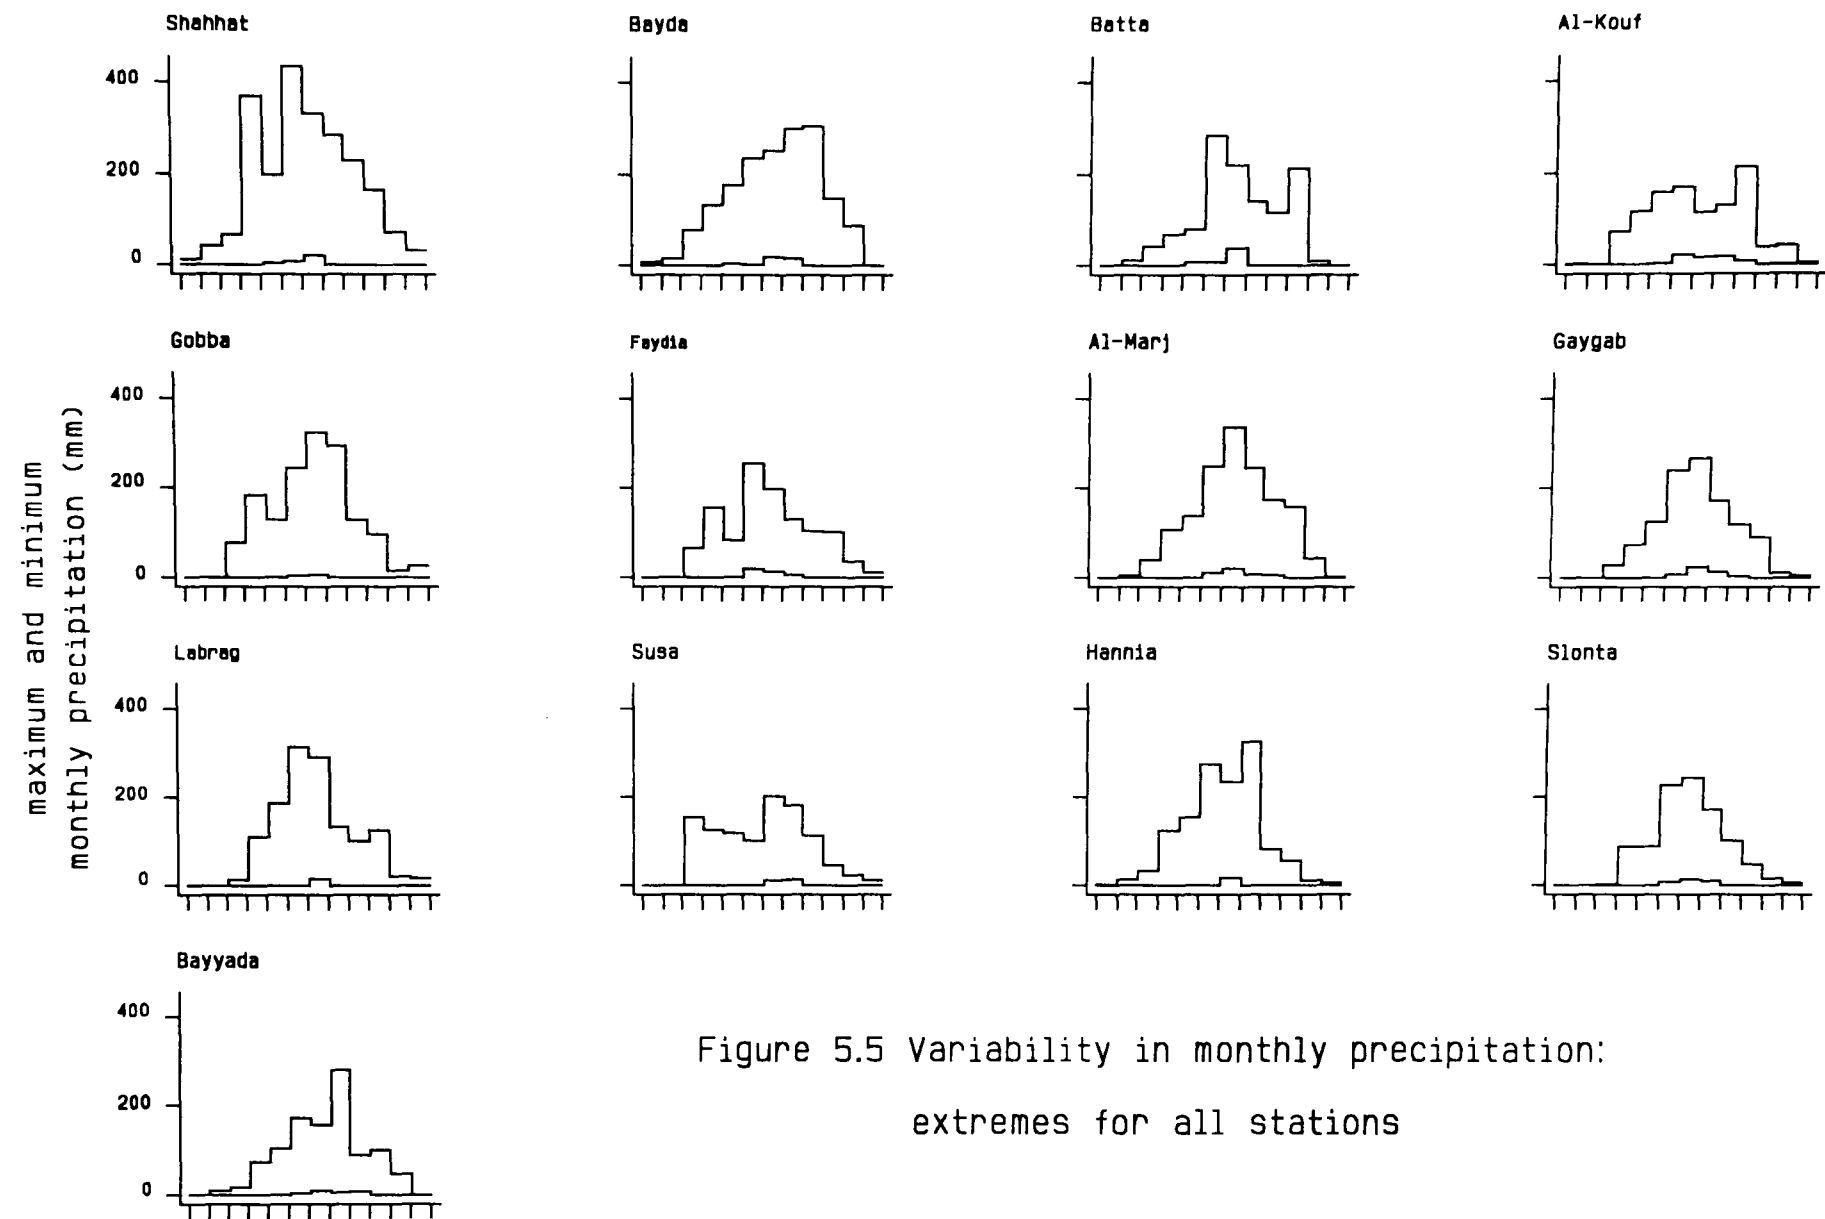 Shahhat
Bayda
Batta
Al-Kouf
400
200
0
Gobba
Faydia
Al-Marj
Gaygab
400
200
0
maximum and minimum
monthly precipitation (mm)
Labrag
Susa
Hannia
Slonta
400
200
0
Bayyada
400
200
0
Figure 5.5 Variability in monthly precipitation:
extremes for all stations